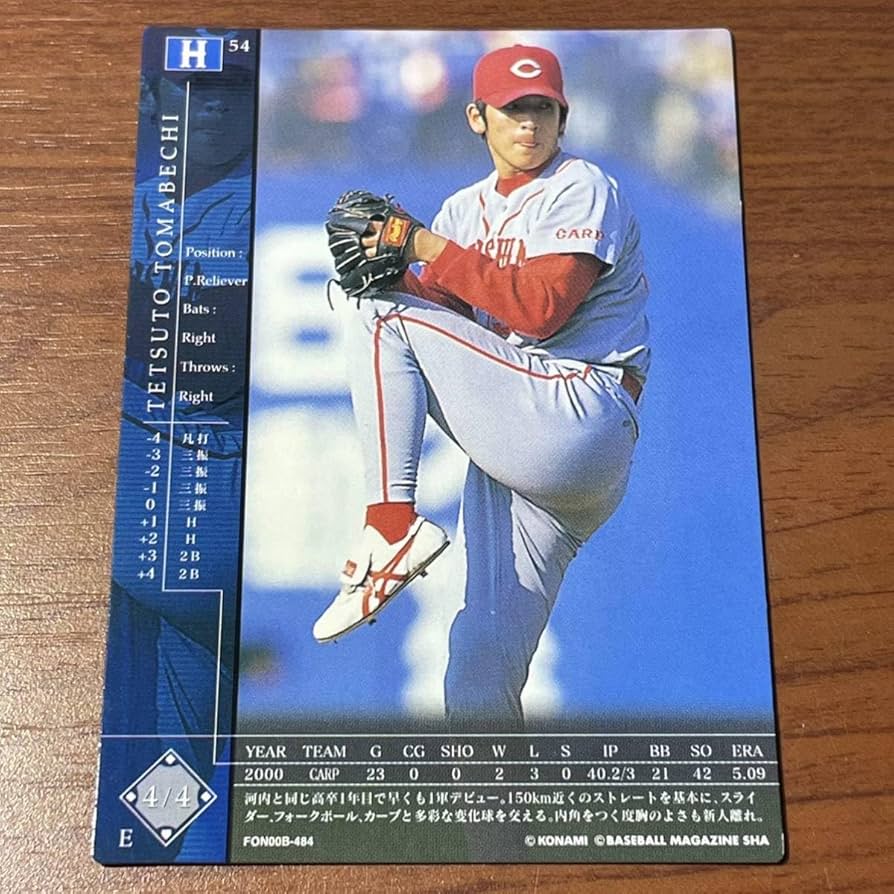 H 54
TETSUTO TOMABECHI
Position :
P.Reliever
Bats :
Right
Throws :
Right
-4 凡打
-3 三振
-2 三振
-1 三振
0 三振
+1 H
+2 H
+3 2B
+4 2B
C
CARP
YEAR TEAM G CG SHO W L S IP BB SO ERA
2000 CARP 23 0 0 2 3 0 40.2/3 21 42 5.09
4/4
E
河内と同じ高卒1年目で早くも1軍デビュー。150km近くのストレートを基本に、スライ
ダー、フォークボール、カーブと多彩な変化球を交える。内角をつく度胸のよさも新人離れ。
FON00B-484 ©KONAMI ©BASEBALL MAGAZINE SHA